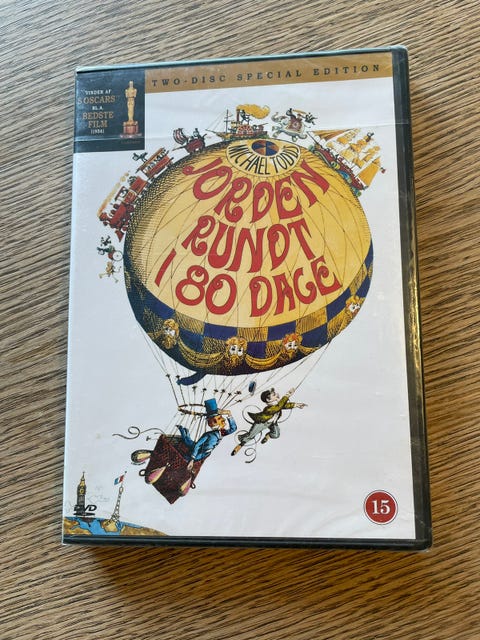 TWO-DISC SPECIAL EDITION
VINDER AF
5 OSCARS
BL.A.
BEDSTE
FILM
(1956)
MICHAEL TODD
JORDEN
RUNDT
I 80 DAGE
DVD
15